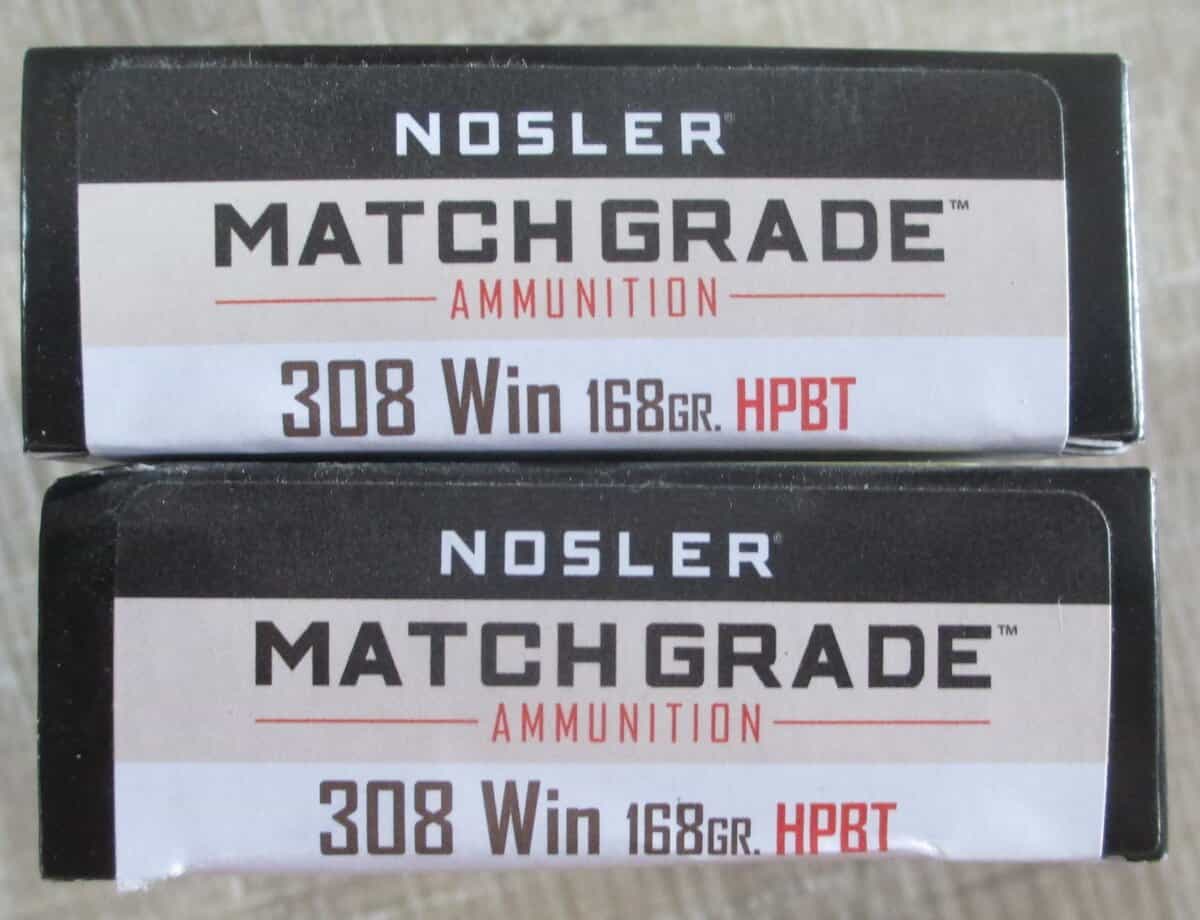 NOSLER®
MATCH GRADE™
AMMUNITION
308 Win 168GR. HPBT
NOSLER®
MATCH GRADE™
AMMUNITION
308 Win 168GR. HPBT